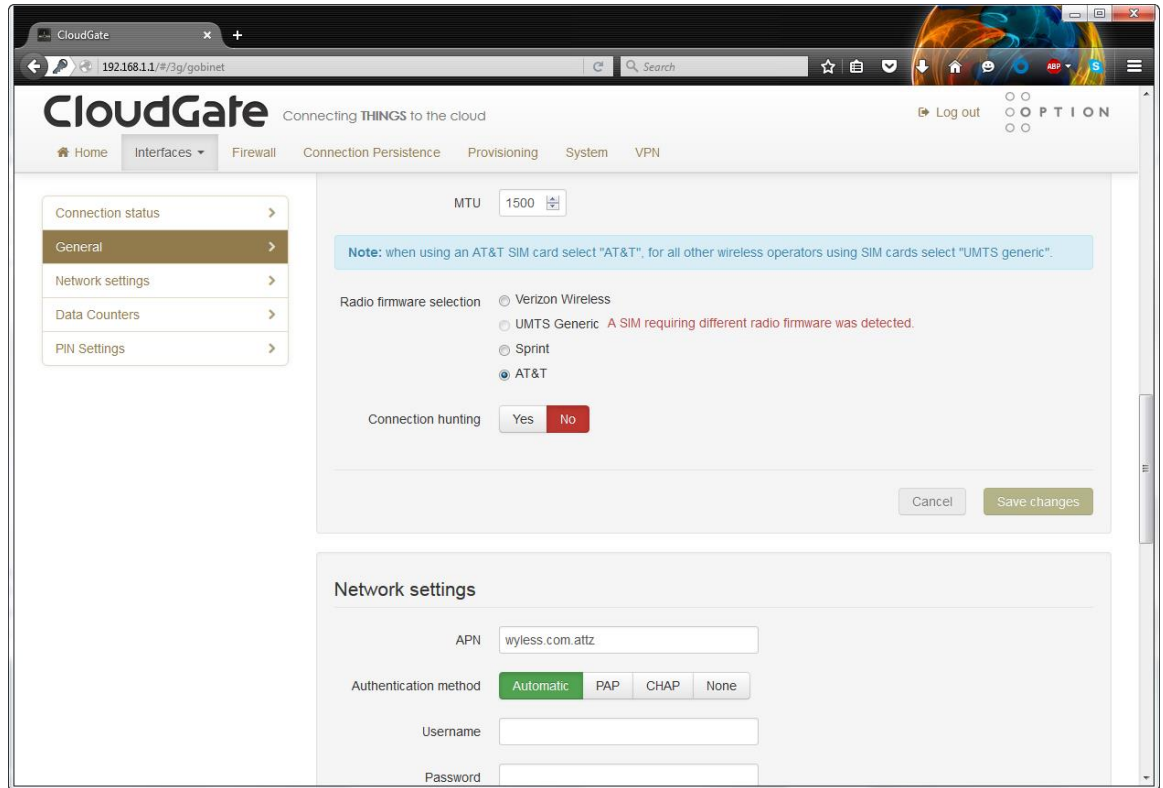 CloudGate
192.168.1.1/#/3g/gobinet
Search
ABP
S
CloudGate Connecting THINGS to the cloud
Log out
OPTION
Home Interfaces Firewall Connection Persistence Provisioning System VPN
Connection status
General
Network settings
Data Counters
PIN Settings
MTU 1500
Note: when using an AT&T SIM card select "AT&T", for all other wireless operators using SIM cards select "UMTS generic".
Radio firmware selection Verizon Wireless
UMTS Generic A SIM requiring different radio firmware was detected.
Sprint
AT&T
Connection hunting Yes No
Cancel Save changes
Network settings
APN wyless.com.attz
Authentication method Automatic PAP CHAP None
Username
Password